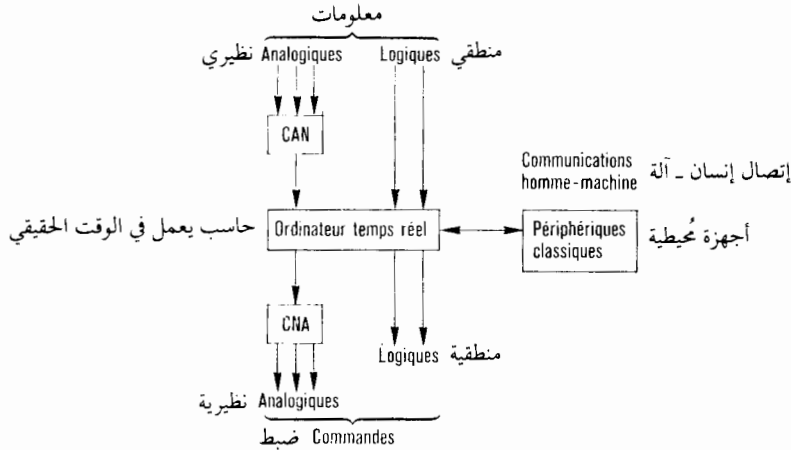 معلومات
نظيري Analogiques Logiques منطقي
CAN
Communications
homme-machine إتصال إنسان ـ آلة
حاسب يعمل في الوقت الحقيقي Ordinateur temps réel
Périphériques
classiques أجهزة مُحيطية
CNA
Logiques منطقية
نظيرية Analogiques
ضبط Commandes